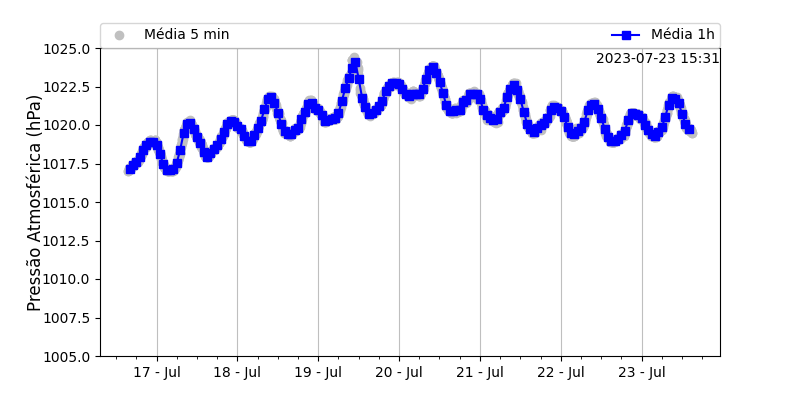 Média 5 min
Média 1h
2023-07-23 15:31
Pressão Atmosférica (hPa)
1025.0
1022.5
1020.0
1017.5
1015.0
1012.5
1010.0
1007.5
1005.0
17 - Jul
18 - Jul
19 - Jul
20 - Jul
21 - Jul
22 - Jul
23 - Jul